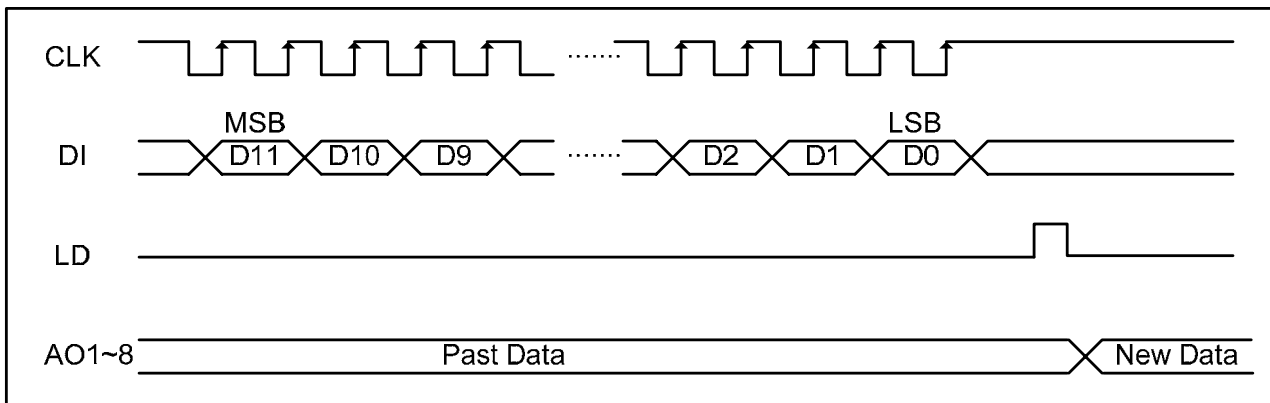 CLK
MSB LSB
DI D11 D10 D9 ........ D2 D1 D0
LD
AO1~8 Past Data New Data